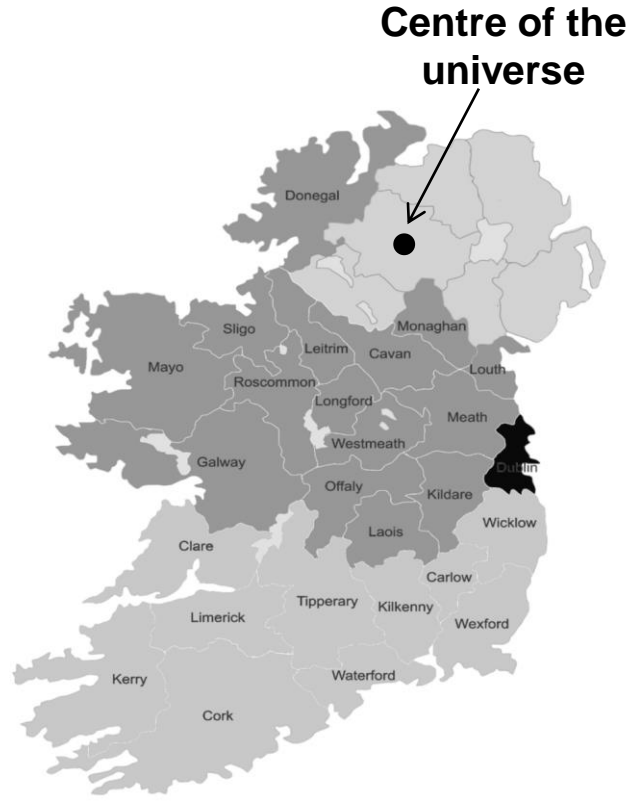 Centre of the
universe
Donegal
Monaghan
Sligo
Leitrim
Cavan
Mayo
Louth
Roscommon
Longford
Meath
Westmeath
Galway
Dublin
Offaly
Kildare
Wicklow
Laois
Clare
Carlow
Tipperary
Kilkenny
Limerick
Wexford
Waterford
Kerry
Cork